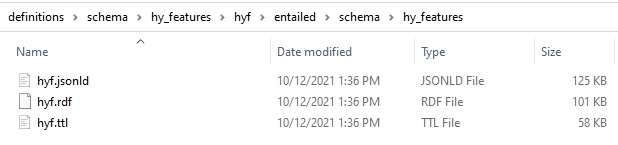 definitions > schema > hy_features > hyf > entailed > schema > hy_features
Name Date modified Type Size
hyf.jsonld 10/12/2021 1:36 PM JSONLD File 125 KB
hyf.rdf 10/12/2021 1:36 PM RDF File 101 KB
hyf.ttl 10/12/2021 1:36 PM TTL File 58 KB